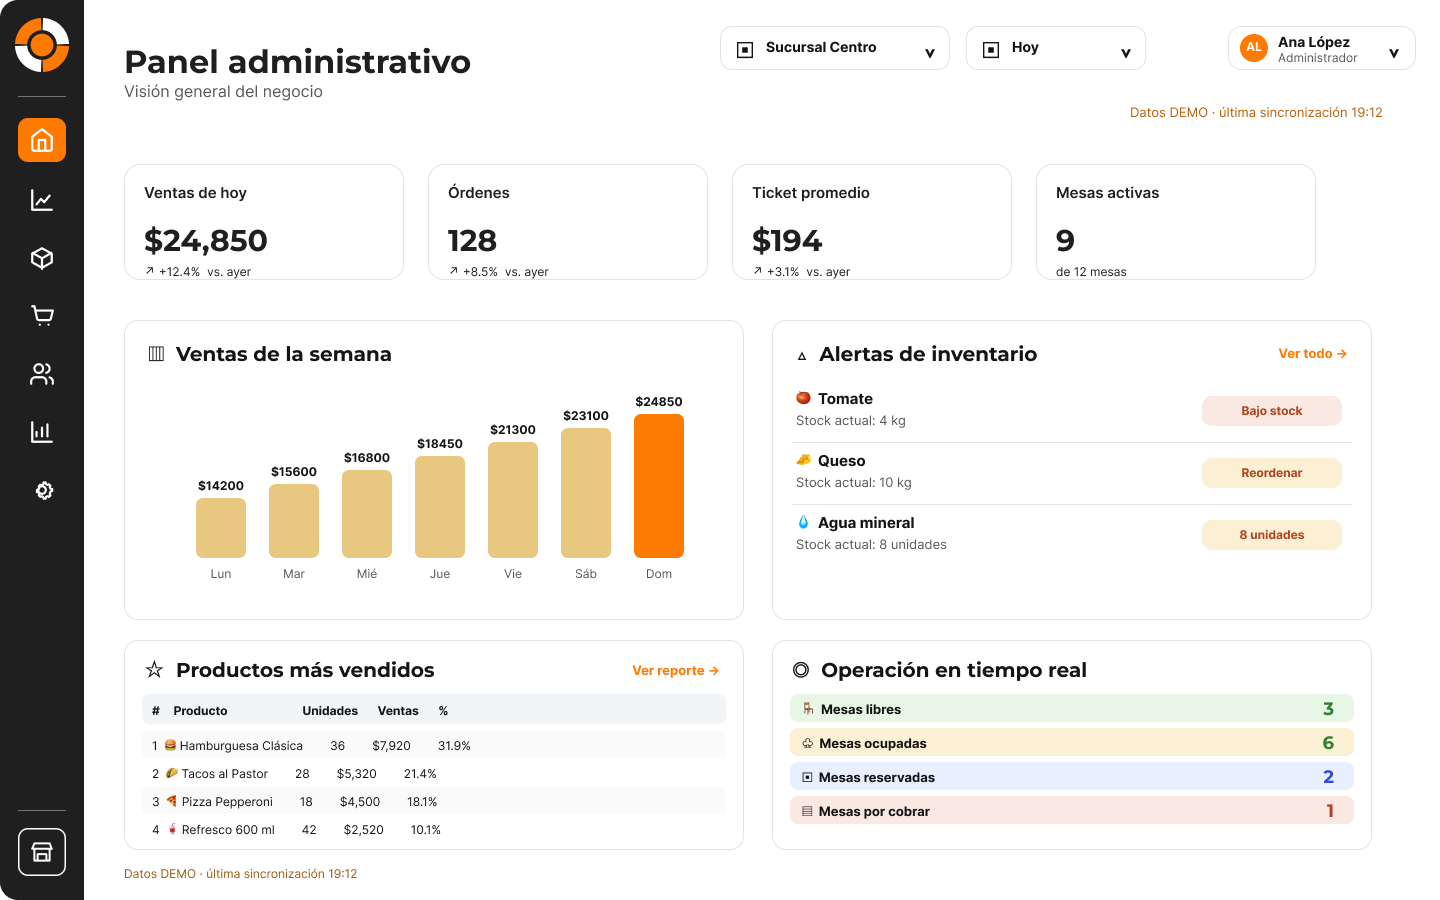 Panel administrativo
Visión general del negocio
Sucursal Centro
Hoy
AL
Ana López
Administrador
Datos DEMO · última sincronización 19:12
Ventas de hoy
$24,850
↗ +12.4% vs. ayer
Órdenes
128
↗ +8.5% vs. ayer
Ticket promedio
$194
↗ +3.1% vs. ayer
Mesas activas
9
de 12 mesas
Ventas de la semana
$14200
$15600
$16800
$18450
$21300
$23100
$24850
Lun
Mar
Mié
Jue
Vie
Sáb
Dom
Alertas de inventario
Ver todo →
Tomate
Stock actual: 4 kg
Bajo stock
Queso
Stock actual: 10 kg
Reordenar
Agua mineral
Stock actual: 8 unidades
8 unidades
Productos más vendidos
Ver reporte →
# Producto Unidades Ventas %
1 Hamburguesa Clásica 36 $7,920 31.9%
2 Tacos al Pastor 28 $5,320 21.4%
3 Pizza Pepperoni 18 $4,500 18.1%
4 Refresco 600 ml 42 $2,520 10.1%
Operación en tiempo real
Mesas libres 3
Mesas ocupadas 6
Mesas reservadas 2
Mesas por cobrar 1
Datos DEMO · última sincronización 19:12